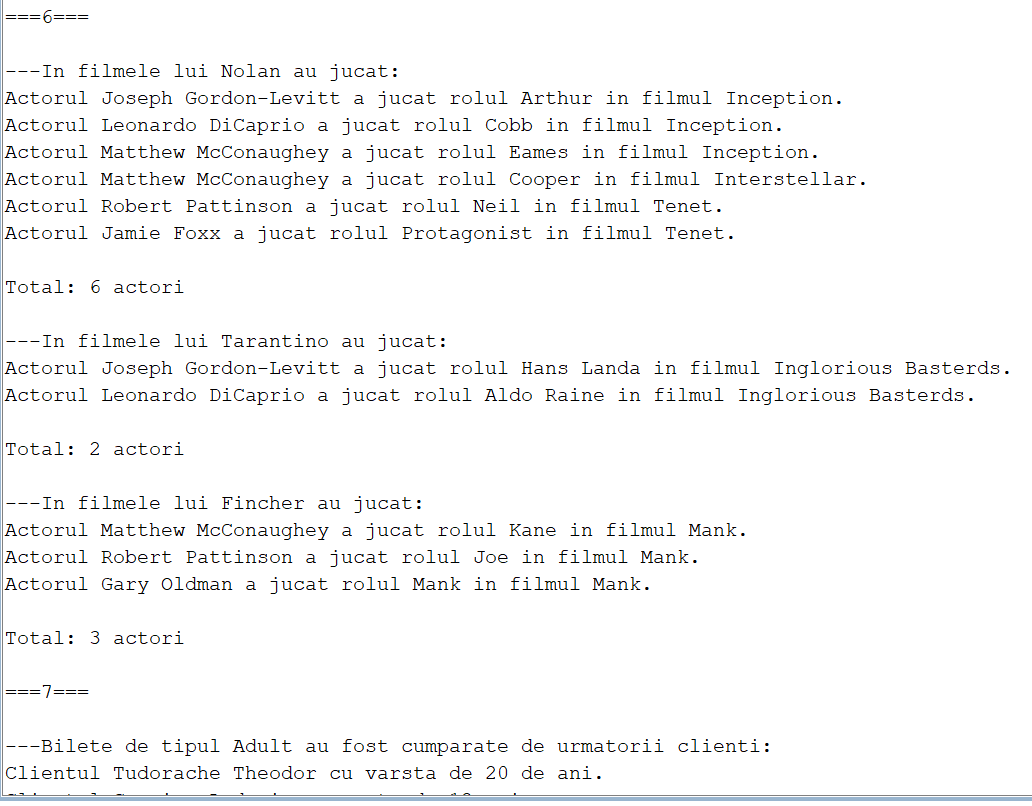 ===6===
---In filmele lui Nolan au jucat:
Actorul Joseph Gordon-Levitt a jucat rolul Arthur in filmul Inception.
Actorul Leonardo DiCaprio a jucat rolul Cobb in filmul Inception.
Actorul Matthew McConaughey a jucat rolul Eames in filmul Inception.
Actorul Matthew McConaughey a jucat rolul Cooper in filmul Interstellar.
Actorul Robert Pattinson a jucat rolul Neil in filmul Tenet.
Actorul Jamie Foxx a jucat rolul Protagonist in filmul Tenet.
Total: 6 actori
---In filmele lui Tarantino au jucat:
Actorul Joseph Gordon-Levitt a jucat rolul Hans Landa in filmul Inglorious Basterds.
Actorul Leonardo DiCaprio a jucat rolul Aldo Raine in filmul Inglorious Basterds.
Total: 2 actori
---In filmele lui Fincher au jucat:
Actorul Matthew McConaughey a jucat rolul Kane in filmul Mank.
Actorul Robert Pattinson a jucat rolul Joe in filmul Mank.
Actorul Gary Oldman a jucat rolul Mank in filmul Mank.
Total: 3 actori
===7===
---Bilete de tipul Adult au fost cumparate de urmatorii clienti:
Clientul Tudorache Theodor cu varsta de 20 de ani.